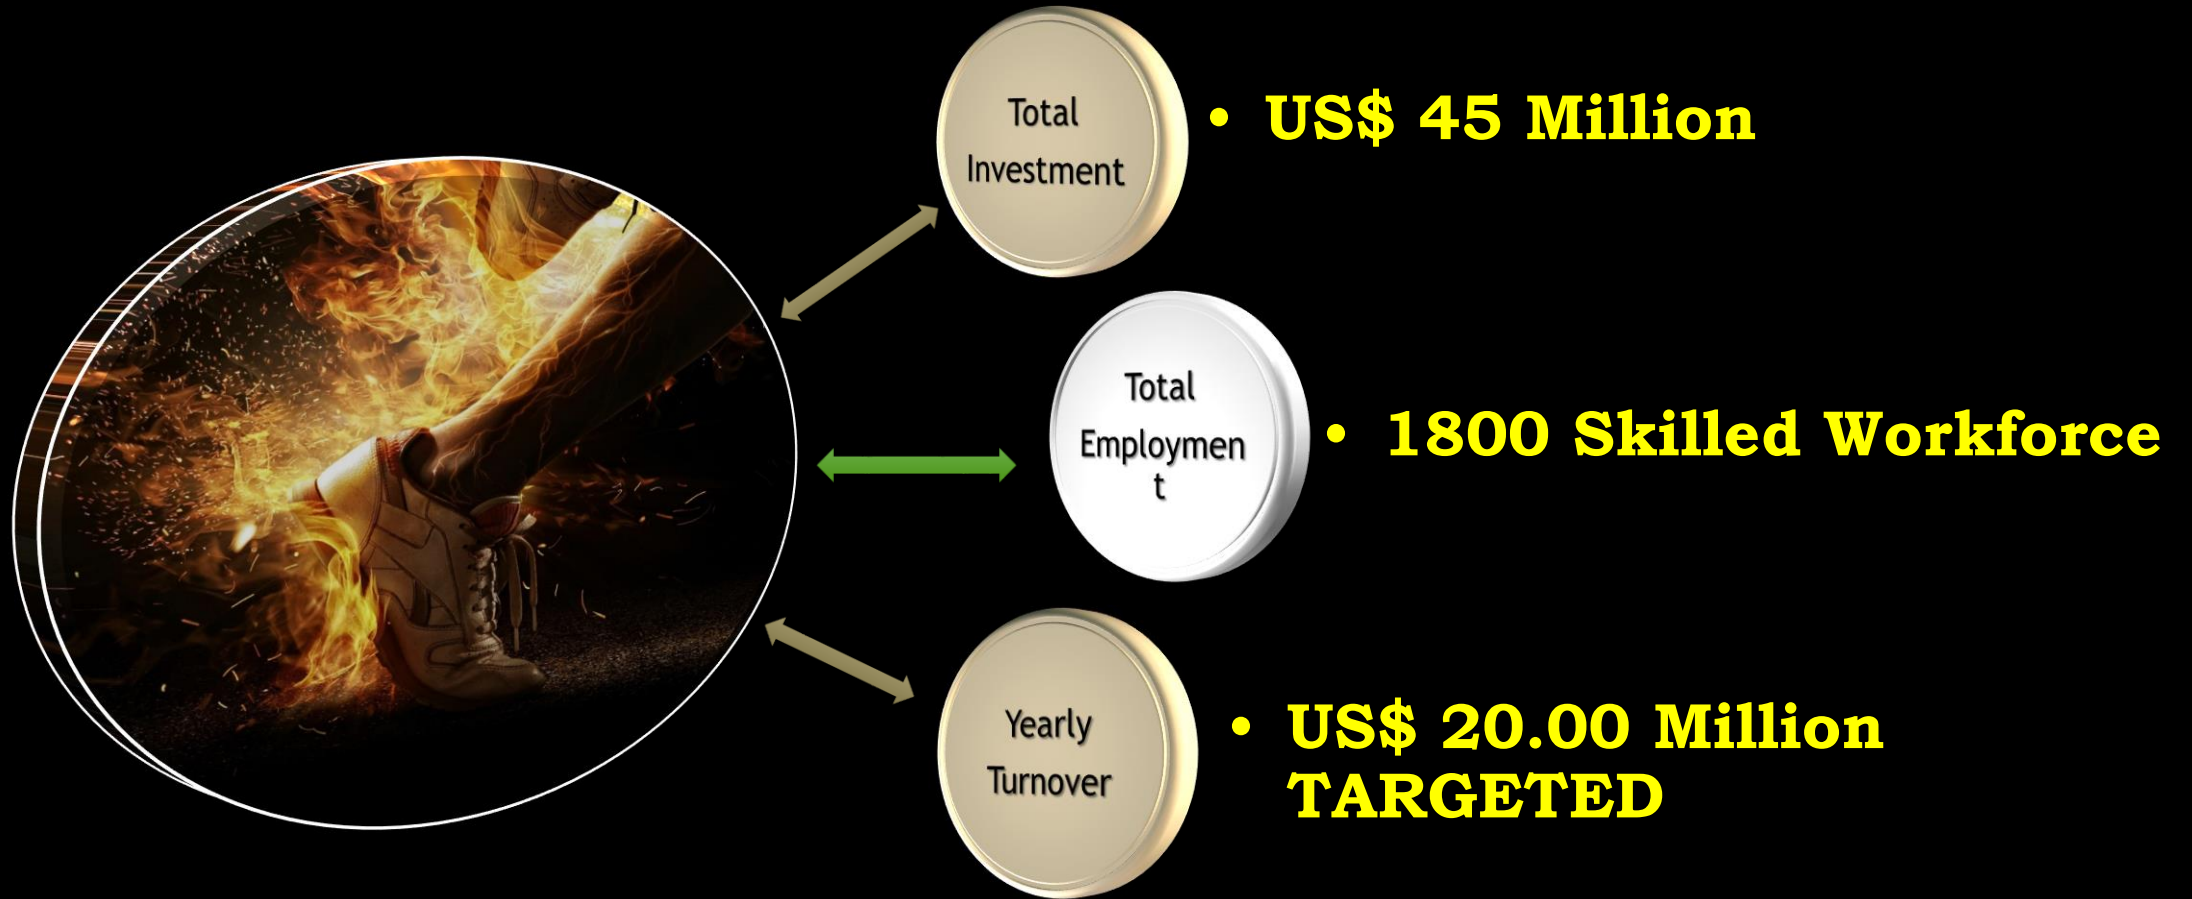 Total
Investment
• US$ 45 Million
Total
Employmen
t
• 1800 Skilled Workforce
Yearly
Turnover
• US$ 20.00 Million
TARGETED